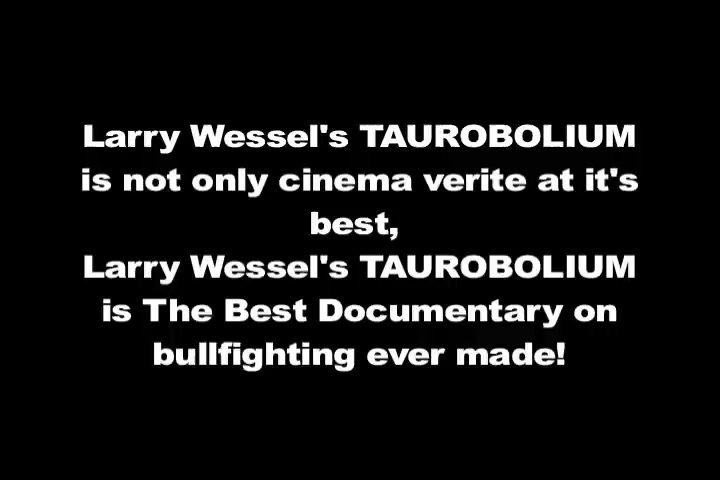 Larry Wessel's TAUROBOLIUM
is not only cinema verite at it's
best,
Larry Wessel's TAUROBOLIUM
is The Best Documentary on
bullfighting ever made!